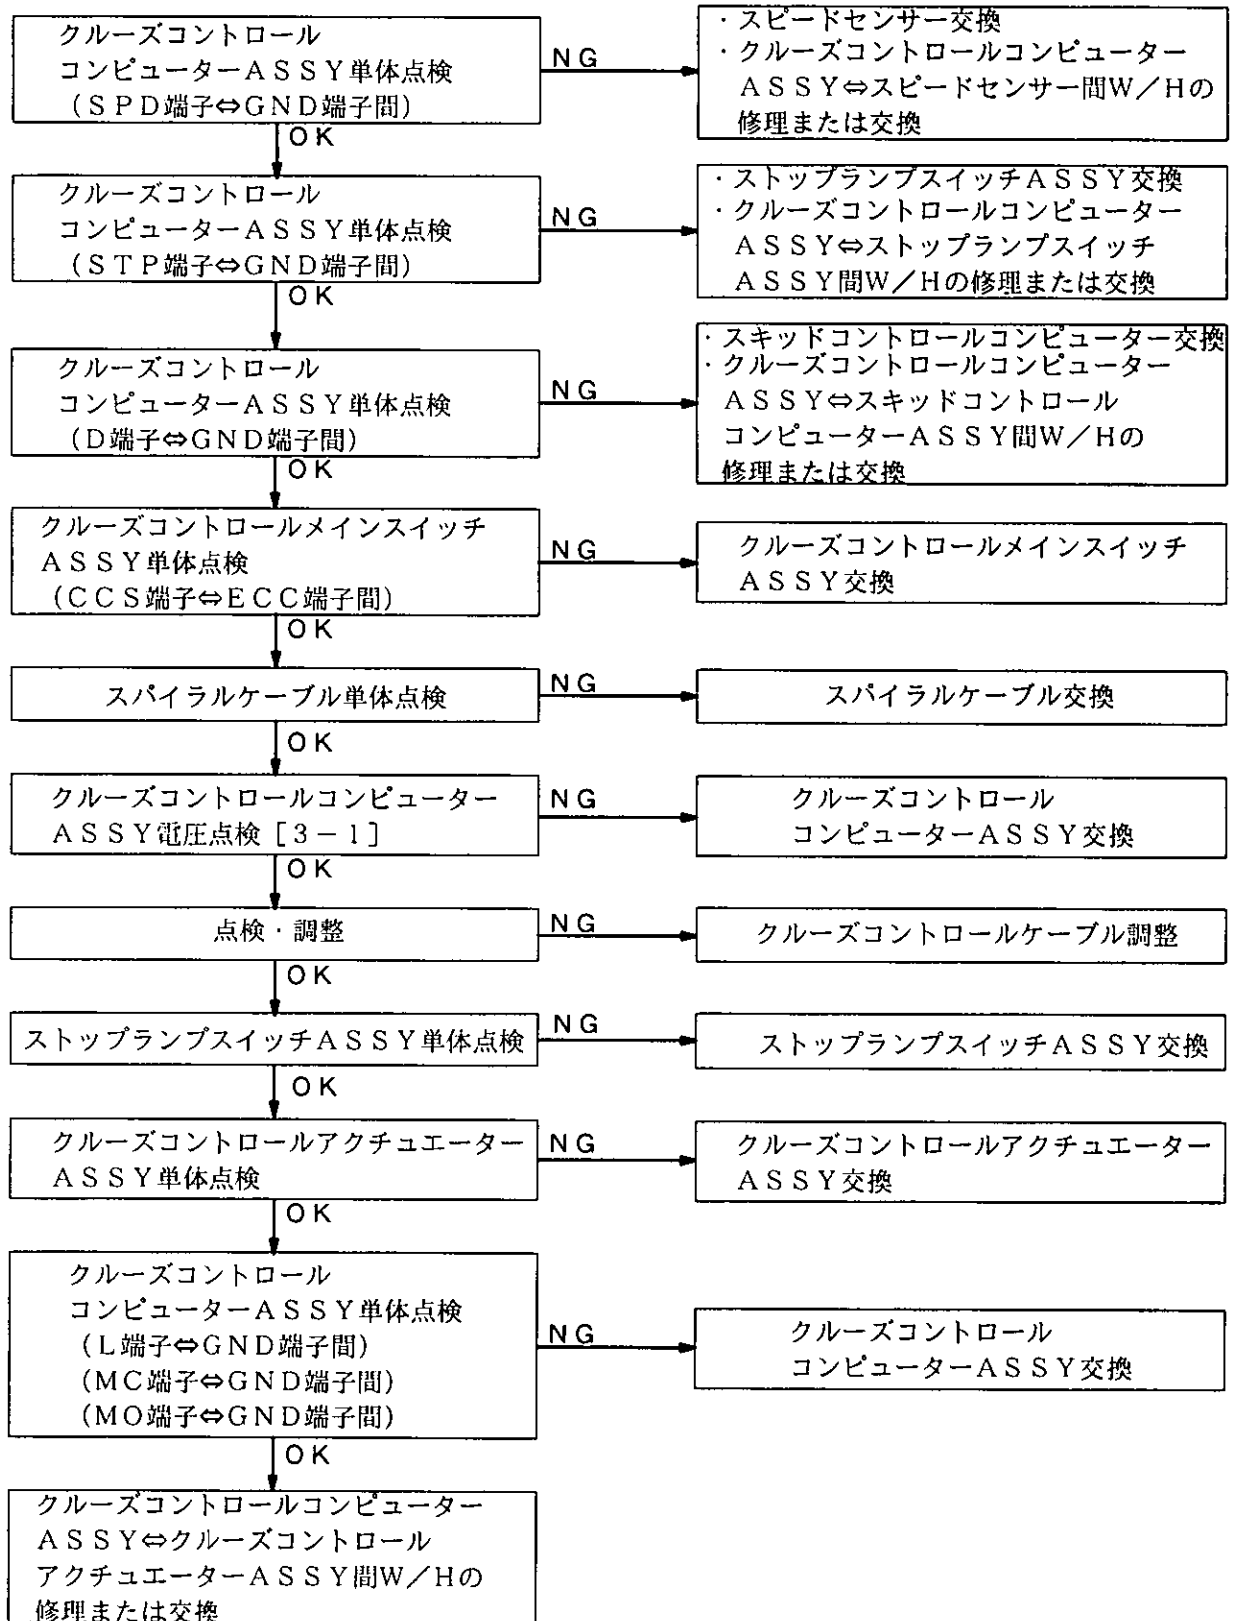 クルーズコントロール
コンピューターASSY単体点検
(SPD端子⇔GND端子間)
NG
・スピードセンサー交換
・クルーズコントロールコンピューター
ASSY⇔スピードセンサー間W/Hの
修理または交換
OK
クルーズコントロール
コンピューターASSY単体点検
(STP端子⇔GND端子間)
NG
・ストップランプスイッチASSY交換
・クルーズコントロールコンピューター
ASSY⇔ストップランプスイッチ
ASSY間W/Hの修理または交換
OK
クルーズコントロール
コンピューターASSY単体点検
(D端子⇔GND端子間)
NG
・スキッドコントロールコンピューター交換
・クルーズコントロールコンピューター
ASSY⇔スキッドコントロール
コンピューターASSY間W/Hの
修理または交換
OK
クルーズコントロールメインスイッチ
ASSY単体点検
(CCS端子⇔ECC端子間)
NG
クルーズコントロールメインスイッチ
ASSY交換
OK
スパイラルケーブル単体点検
NG
スパイラルケーブル交換
OK
クルーズコントロールコンピューター
ASSY電圧点検[3-1]
NG
クルーズコントロール
コンピューターASSY交換
OK
点検・調整
NG
クルーズコントロールケーブル調整
OK
ストップランプスイッチASSY単体点検
NG
ストップランプスイッチASSY交換
OK
クルーズコントロールアクチュエーター
ASSY単体点検
NG
クルーズコントロールアクチュエーター
ASSY交換
OK
クルーズコントロール
コンピューターASSY単体点検
(L端子⇔GND端子間)
(MC端子⇔GND端子間)
(MO端子⇔GND端子間)
NG
クルーズコントロール
コンピューターASSY交換
OK
クルーズコントロールコンピューター
ASSY⇔クルーズコントロール
アクチュエーターASSY間W/Hの
修理または交換